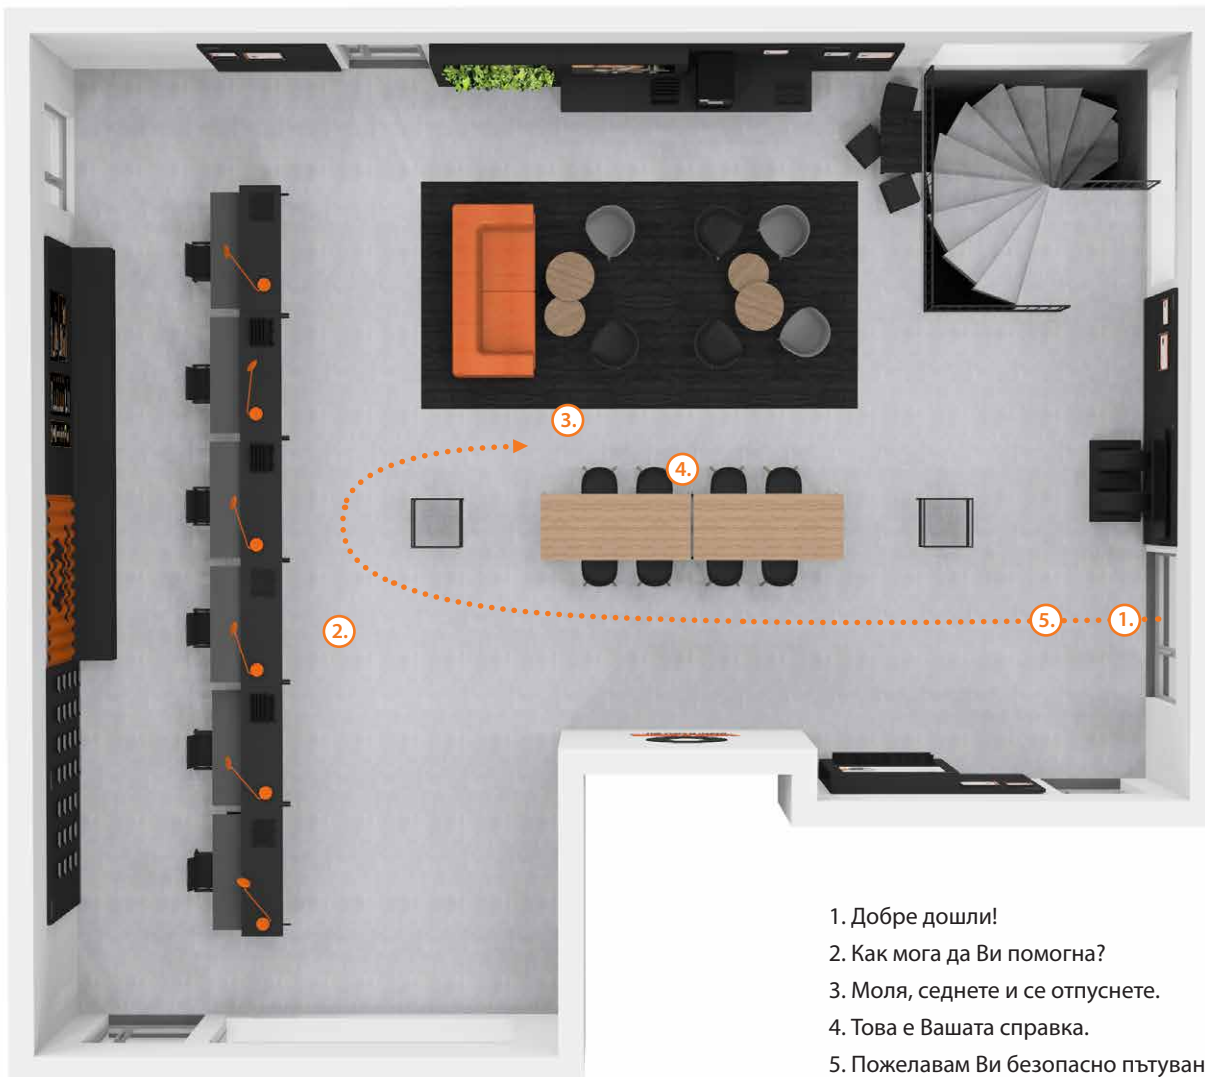 3.
4.
2.
5.
1.
1. Добре дошли!
2. Как мога да Ви помогна?
3. Моля, седнете и се отпуснете.
4. Това е Вашата справка.
5. Пожелавам Ви безопасно